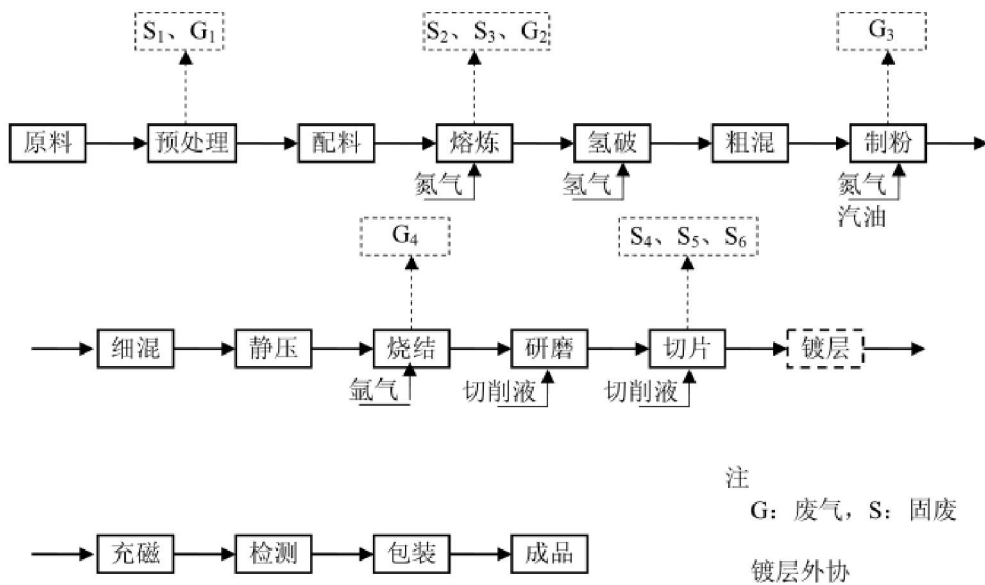 S₁、G₁
S₂、S₃、G₂
G₃
原料
预处理
配料
熔炼
氢破
粗混
制粉
氮气
氢气
氮气
汽油
G₄
S₄、S₅、S₆
细混
静压
烧结
研磨
切片
镀层
氩气
切削液
切削液
注
G：废气，S：固废
充磁
检测
包装
成品
镀层外协